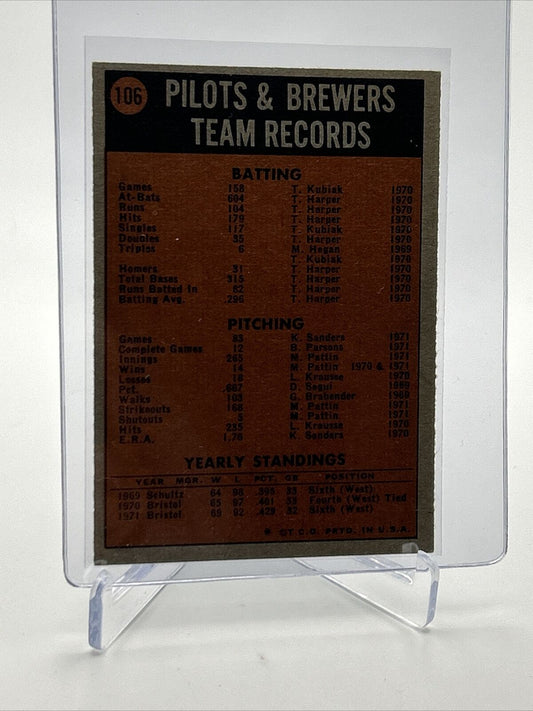 106
PILOTS & BREWERS
TEAM RECORDS
BATTING
Games 158 T. Kubiak 1970
At-Bats 604 T. Harper 1970
Runs 104 T. Harper 1970
Hits 179 T. Harper 1970
Singles 117 T. Kubiak 1970
Doubles 35 T. Harper 1970
Triples 6 M. Hegan 1969
T. Kubiak 1970
Homers 31 T. Harper 1970
Total Bases 315 T. Harper 1970
Runs Batted In 82 T. Harper 1970
Batting Avg. .296 T. Harper 1970
PITCHING
Games 83 K. Sanders 1971
Complete Games 12 B. Parsons 1971
Innings 265 M. Pattin 1971
Wins 14 M. Pattin 1970 & 1971
Losses 18 L. Krausse 1970
Pct. .667 D. Segui 1969
Walks 103 G. Brabender 1969
Strikeouts 168 M. Pattin 1971
Shutouts 5 M. Pattin 1971
Hits 235 L. Krausse 1970
E.R.A. 1.76 K. Sanders 1970
YEARLY STANDINGS
YEAR MGR. W L PCT. GB POSITION
1969 Schultz 64 98 .395 33 Sixth (West)
1970 Bristol 65 97 .401 33 Fourth (West) Tied
1971 Bristol 69 92 .429 32 Sixth (West)
* ©T.C.G. PRTD. IN U.S.A.